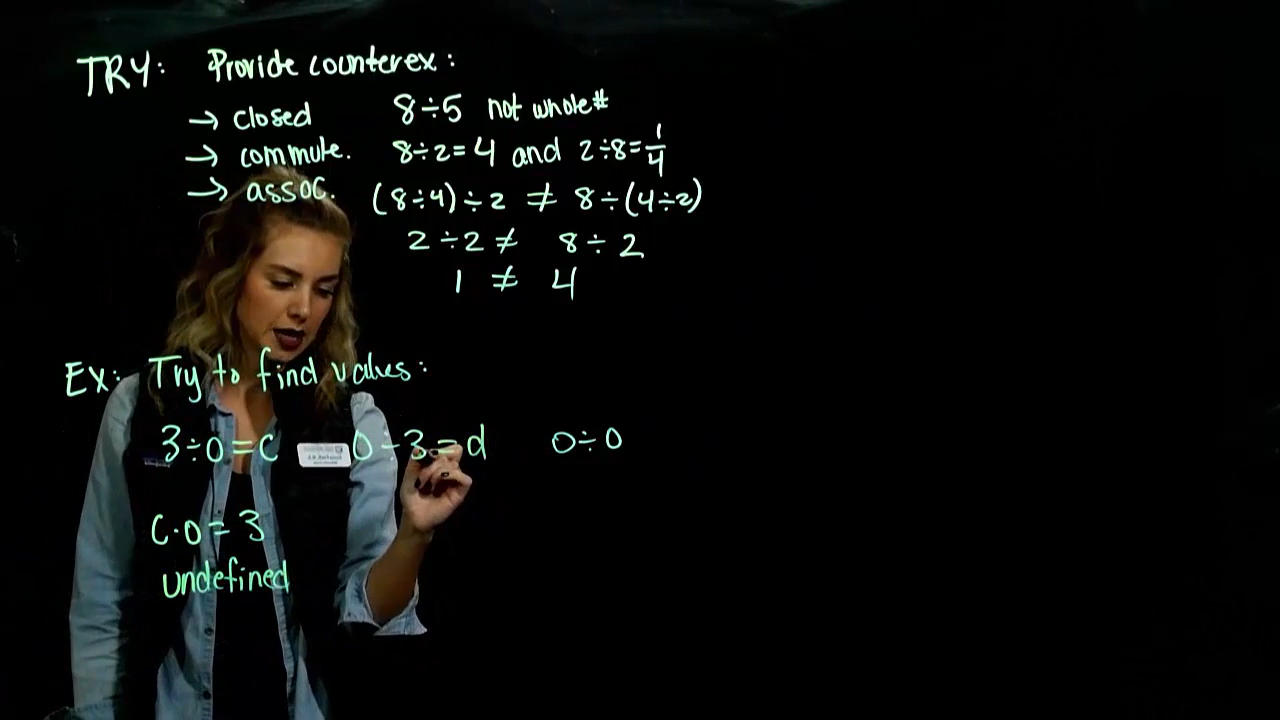 TRY: Provide counterex:
→ closed 8÷5 not whole#
→ commute. 8÷2=4 and 2÷8=1/4
→ assoc. (8÷4)÷2 ≠ 8÷(4÷2)
2÷2 ≠ 8÷2
1 ≠ 4
Ex: Try to find values:
3÷0=c 0÷3=d 0÷0
c·0=3
undefined